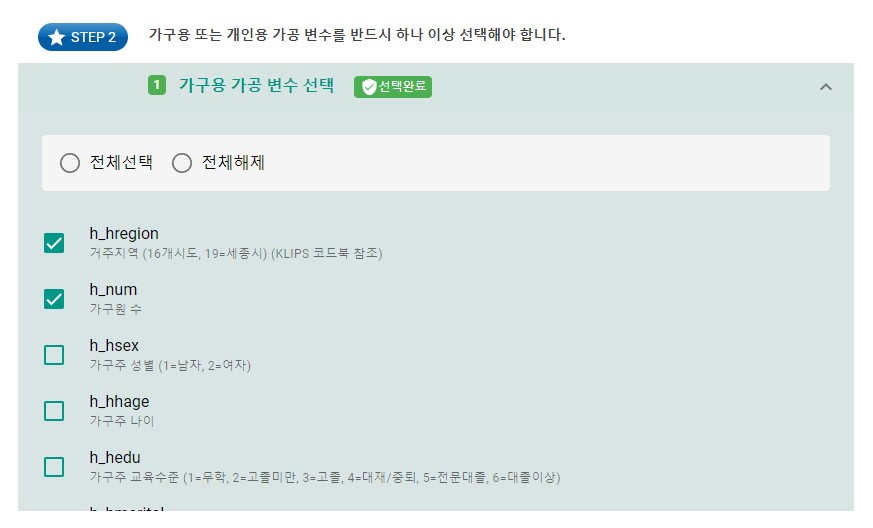 STEP 2 가구용 또는 개인용 가공 변수를 반드시 하나 이상 선택해야 합니다.
1 가구용 가공 변수 선택 선택완료
전체선택 전체해제
h_hregion
거주지역 (16개시도, 19=세종시) (KLIPS 코드북 참조)
h_num
가구원 수
h_hsex
가구주 성별 (1=남자, 2=여자)
h_hhage
가구주 나이
h_hedu
가구주 교육수준 (1=무학, 2=고졸미만, 3=고졸, 4=대재/중퇴, 5=전문대졸, 6=대졸이상)